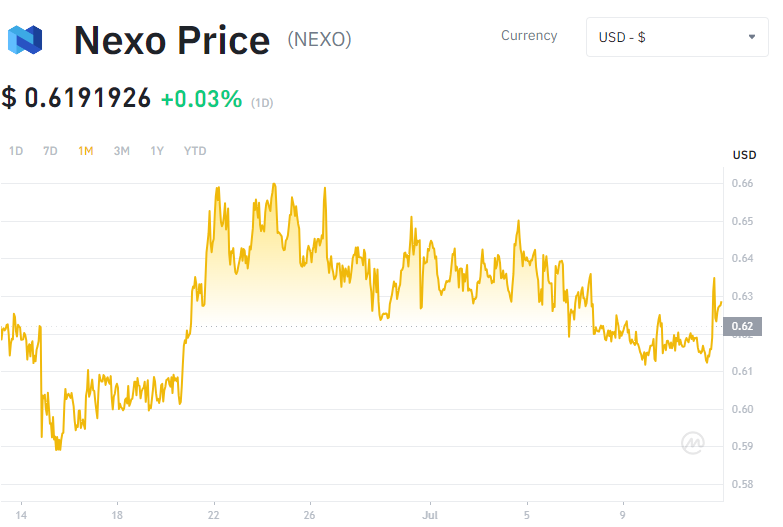 Nexo Price (NEXO)
Currency
USD - $
$ 0.6191926 +0.03% (1D)
1D 7D 1M 3M 1Y YTD
USD
0.66
0.65
0.64
0.63
0.62
0.61
0.60
0.59
0.58
14 18 22 26 Jul 5 9